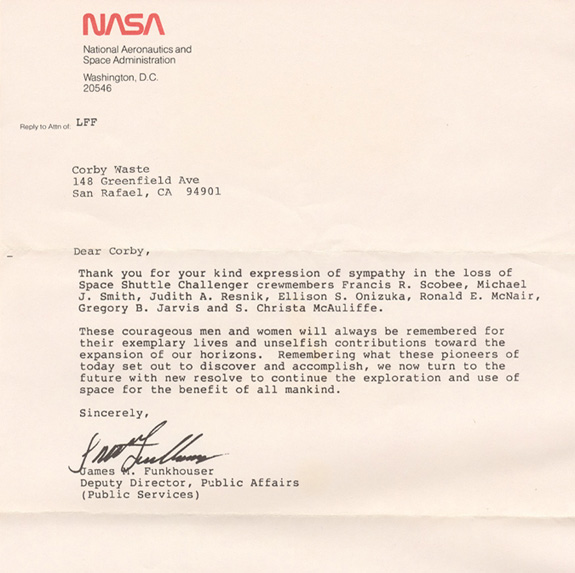 NASA
National Aeronautics and
Space Administration
Washington, D.C.
20546
Reply to Attn of: LFF
Corby Waste
148 Greenfield Ave
San Rafael, CA 94901
Dear Corby,
Thank you for your kind expression of sympathy in the loss of
Space Shuttle Challenger crewmembers Francis R. Scobee, Michael
J. Smith, Judith A. Resnik, Ellison S. Onizuka, Ronald E. McNair,
Gregory B. Jarvis and S. Christa McAuliffe.
These courageous men and women will always be remembered for
their exemplary lives and unselfish contributions toward the
expansion of our horizons. Remembering what these pioneers of
today set out to discover and accomplish, we now turn to the
future with new resolve to continue the exploration and use of
space for the benefit of all mankind.
Sincerely,
James M. Funkhouser
Deputy Director, Public Affairs
(Public Services)